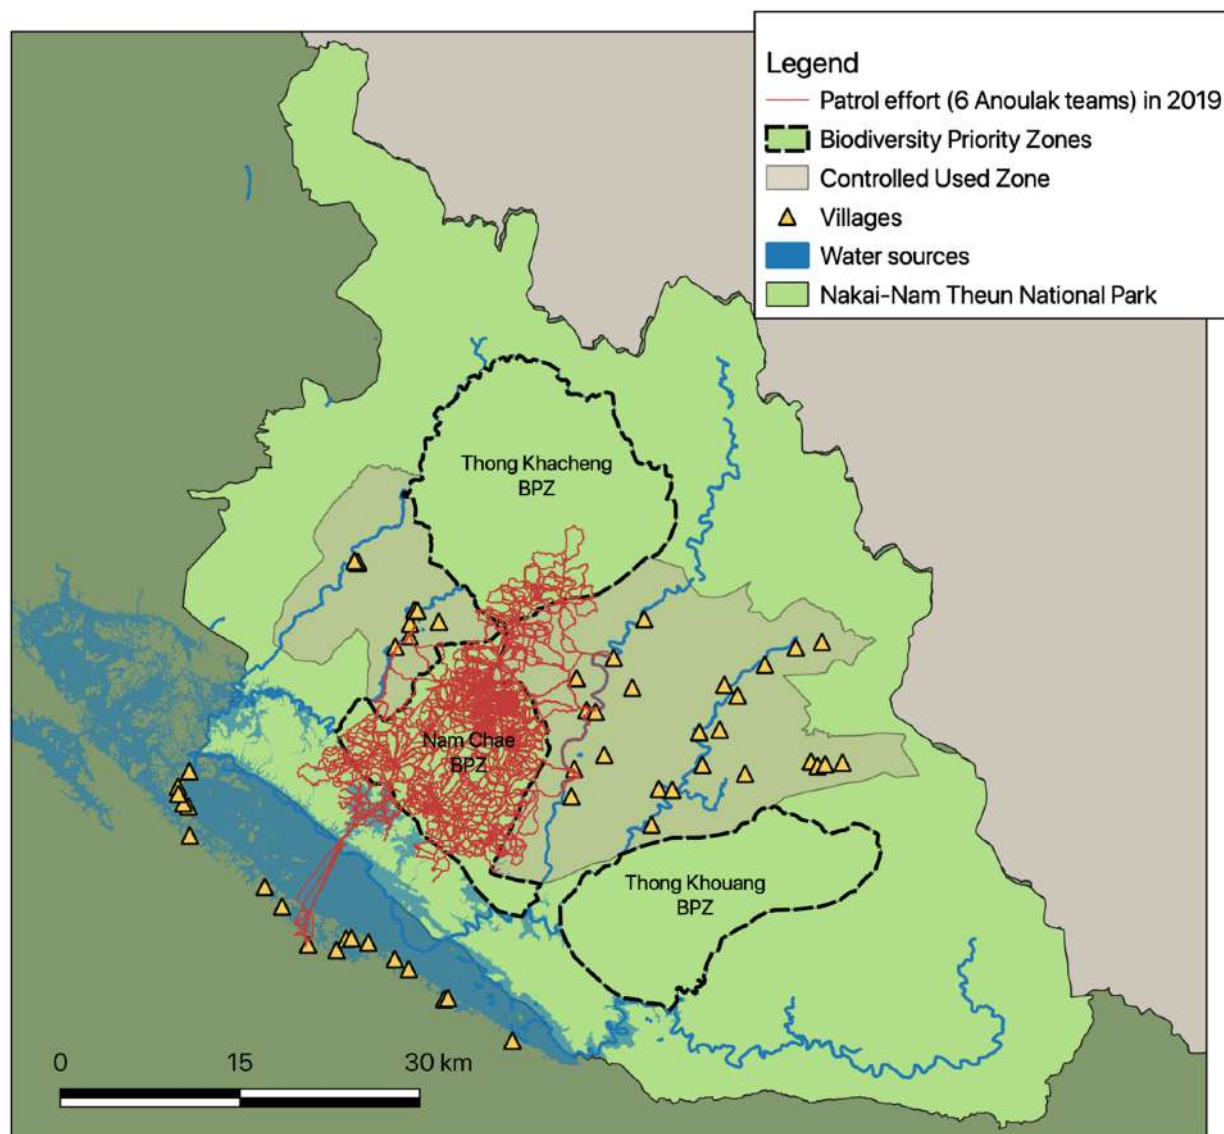 Legend
Patrol effort (6 Anoulak teams) in 2019
Biodiversity Priority Zones
Controlled Used Zone
Villages
Water sources
Nakai-Nam Theun National Park
Thong Khacheng
BPZ
Nam Chae
BPZ
Thong Khouang
BPZ
0 15 30 km